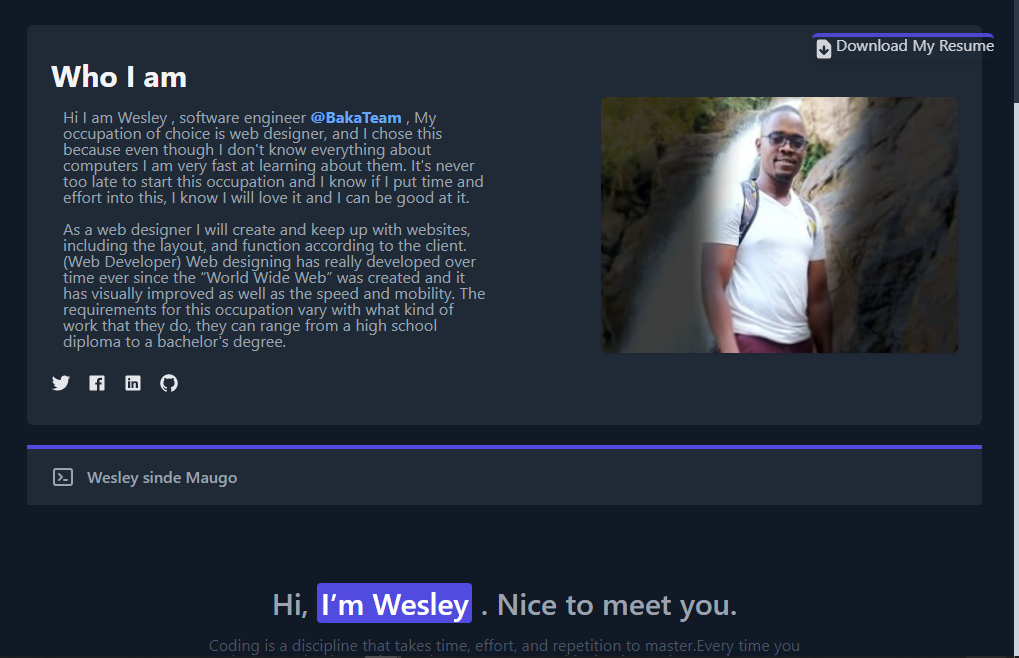 Download My Resume
Who I am
Hi I am Wesley , software engineer @BakaTeam , My
occupation of choice is web designer, and I chose this
because even though I don't know everything about
computers I am very fast at learning about them. It's never
too late to start this occupation and I know if I put time and
effort into this, I know I will love it and I can be good at it.
As a web designer I will create and keep up with websites,
including the layout, and function according to the client.
(Web Developer) Web designing has really developed over
time ever since the “World Wide Web” was created and it
has visually improved as well as the speed and mobility. The
requirements for this occupation vary with what kind of
work that they do, they can range from a high school
diploma to a bachelor's degree.
Wesley sinde Maugo
Hi, I’m Wesley . Nice to meet you.
Coding is a discipline that takes time, effort, and repetition to master.Every time you